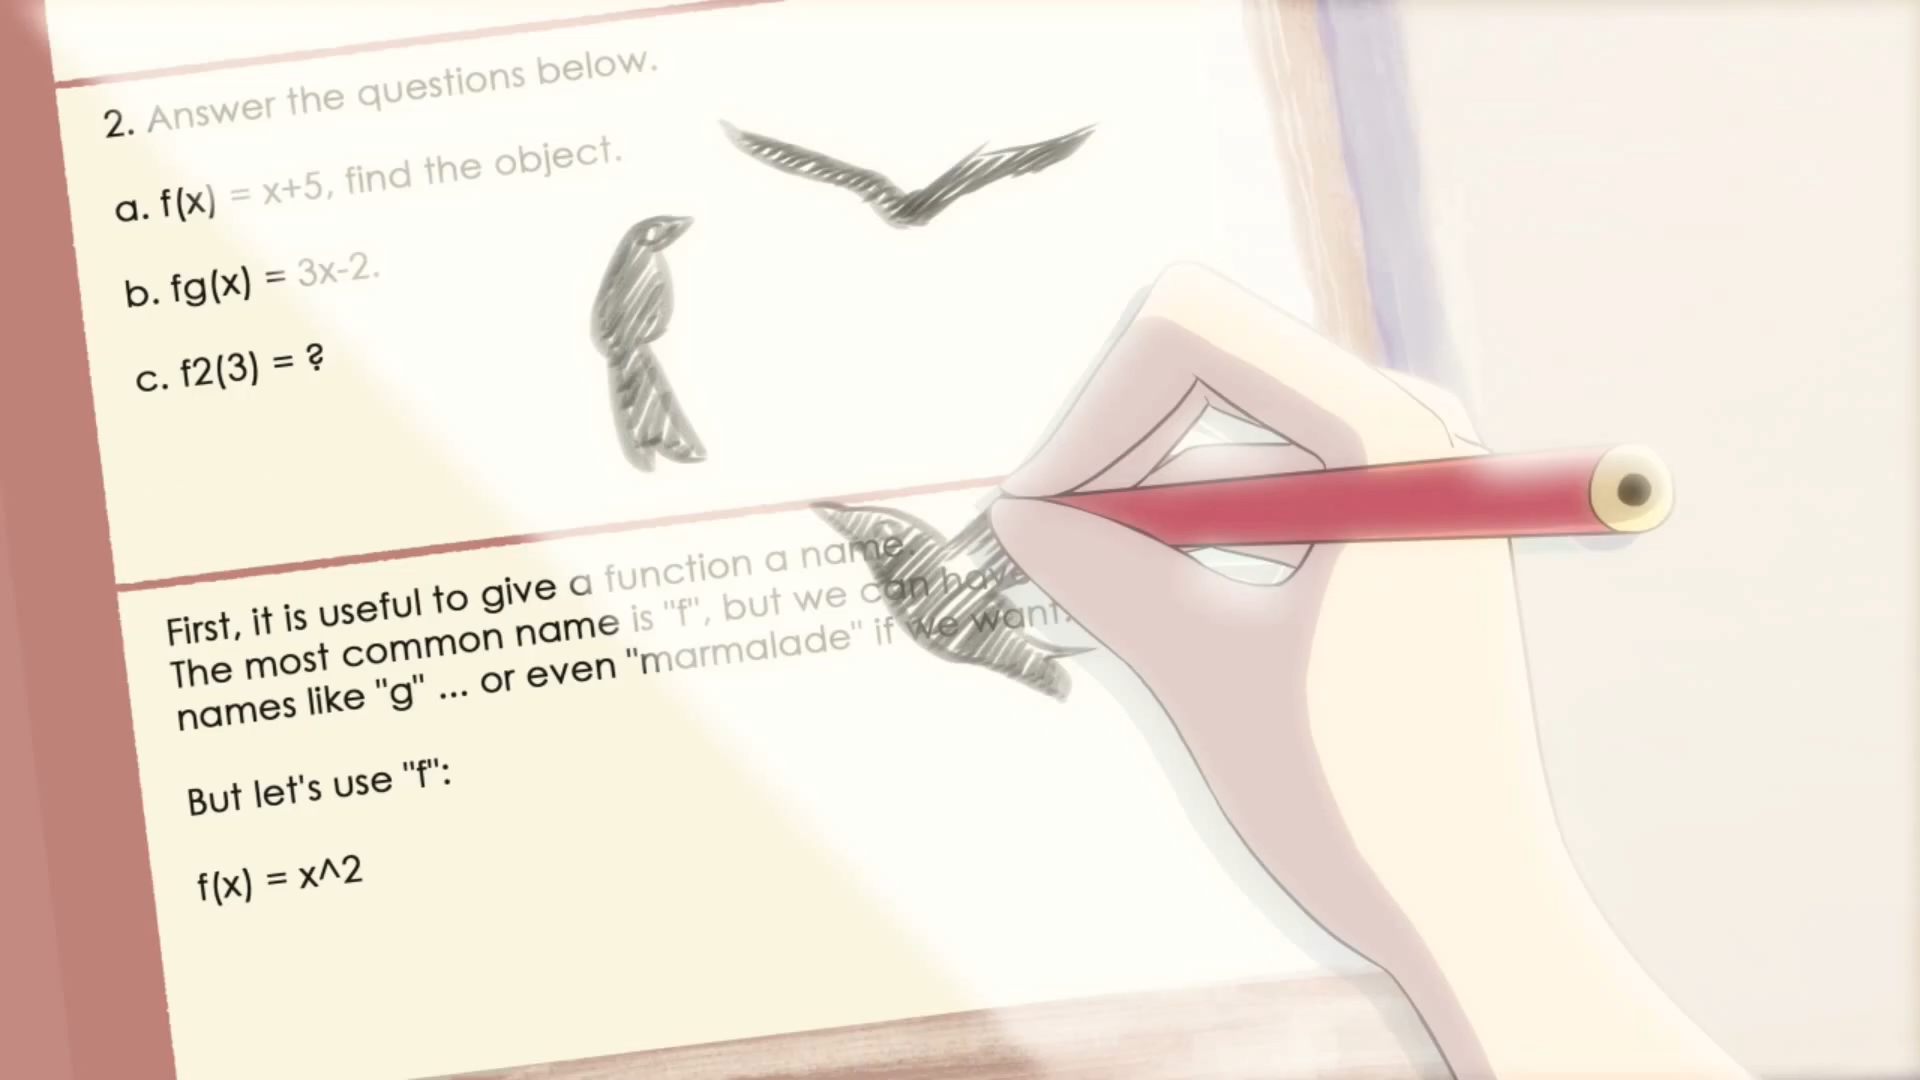 2. Answer the questions below.
a. f(x) = x+5, find the object.
b. fg(x) = 3x-2.
c. f2(3) = ?
First, it is useful to give a function a name.
The most common name is "f", but we can have
names like "g" ... or even "marmalade" if we want.
But let's use "f":
f(x) = x^2